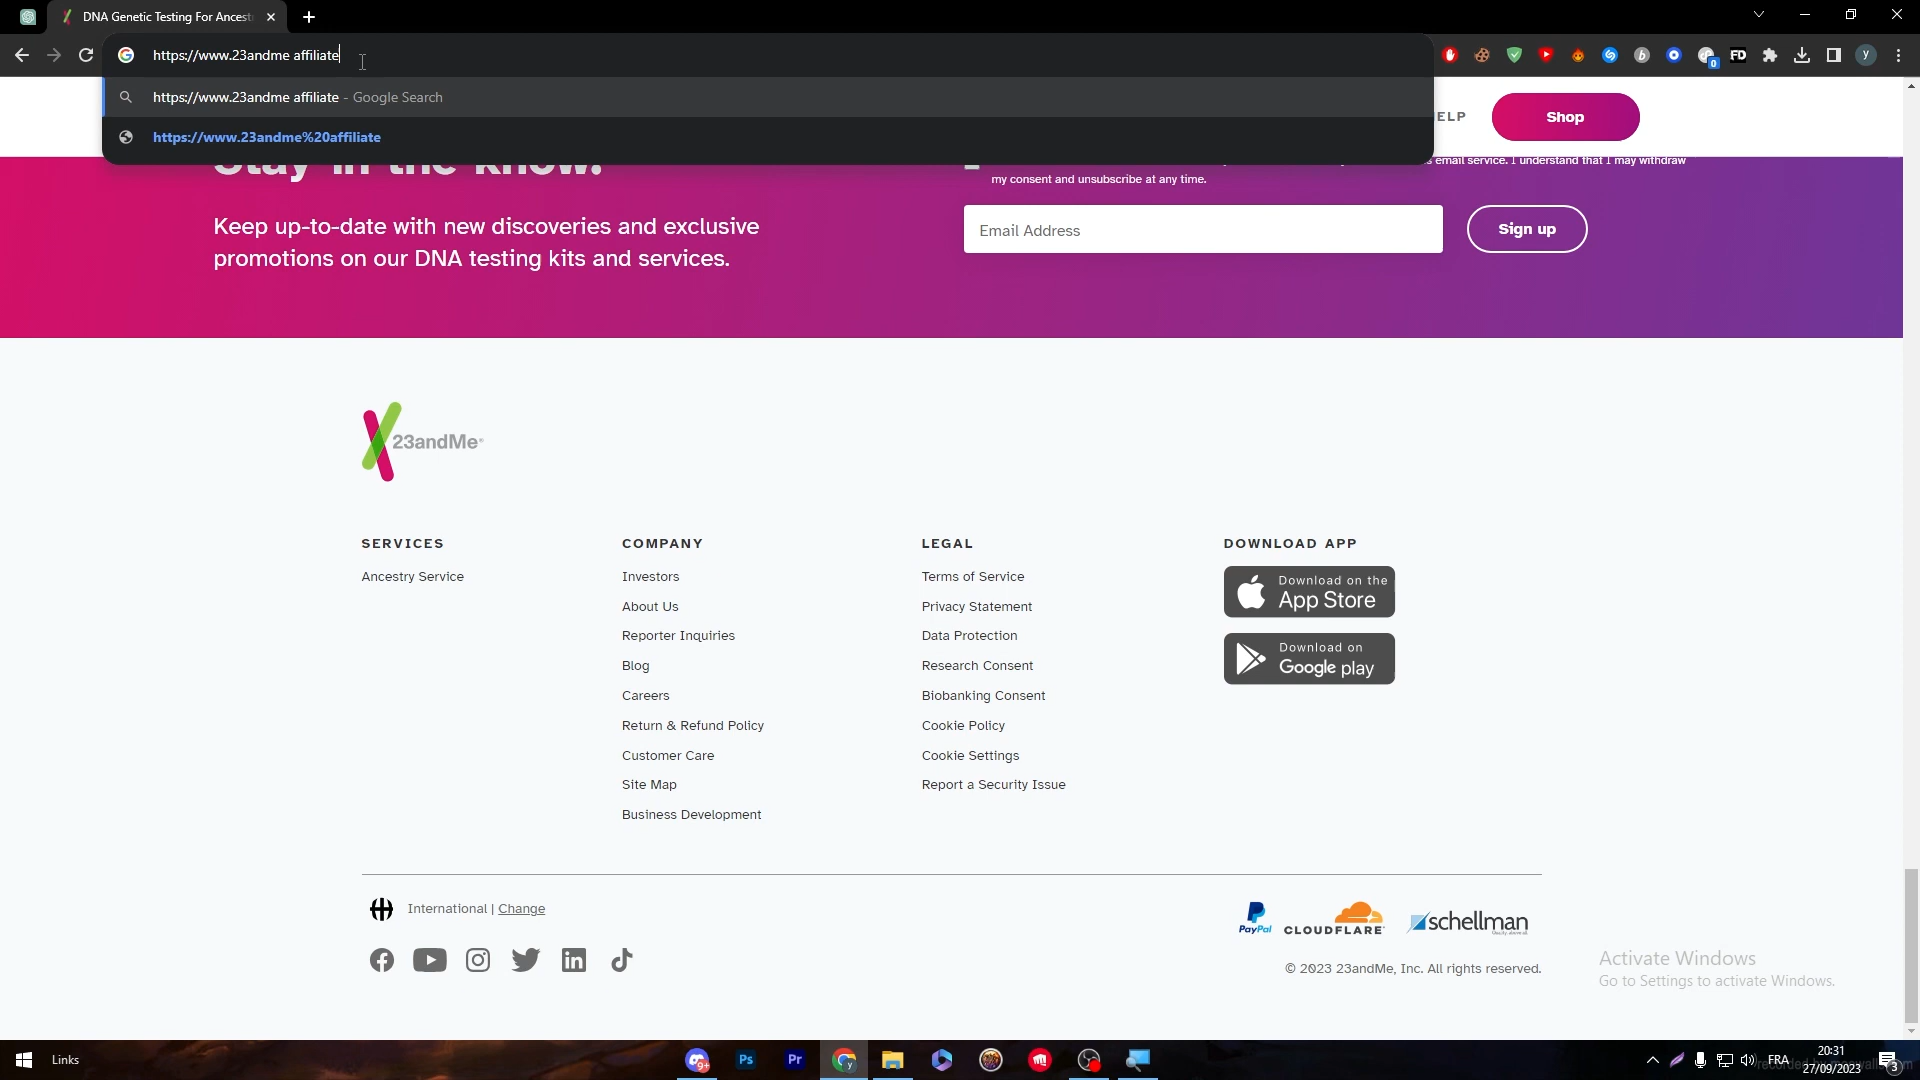 DNA Genetic Testing For Ancest
https://www.23andme affiliate
https://www.23andme affiliate - Google Search
https://www.23andme%20affiliate
ELP
Shop
Stay in the know.
email service. I understand that I may withdraw
my consent and unsubscribe at any time.
Keep up-to-date with new discoveries and exclusive
promotions on our DNA testing kits and services.
Email Address
Sign up
23andMe
SERVICES
Ancestry Service
COMPANY
Investors
About Us
Reporter Inquiries
Blog
Careers
Return & Refund Policy
Customer Care
Site Map
Business Development
LEGAL
Terms of Service
Privacy Statement
Data Protection
Research Consent
Biobanking Consent
Cookie Policy
Cookie Settings
Report a Security Issue
DOWNLOAD APP
Download on the
App Store
Download on
Google play
International | Change
PayPal
CLOUDFLARE
schellman
© 2023 23andMe, Inc. All rights reserved.
Activate Windows
Go to Settings to activate Windows.
Links
9+
Ps
Pr
y
FRA
20:31
27/09/2023
3